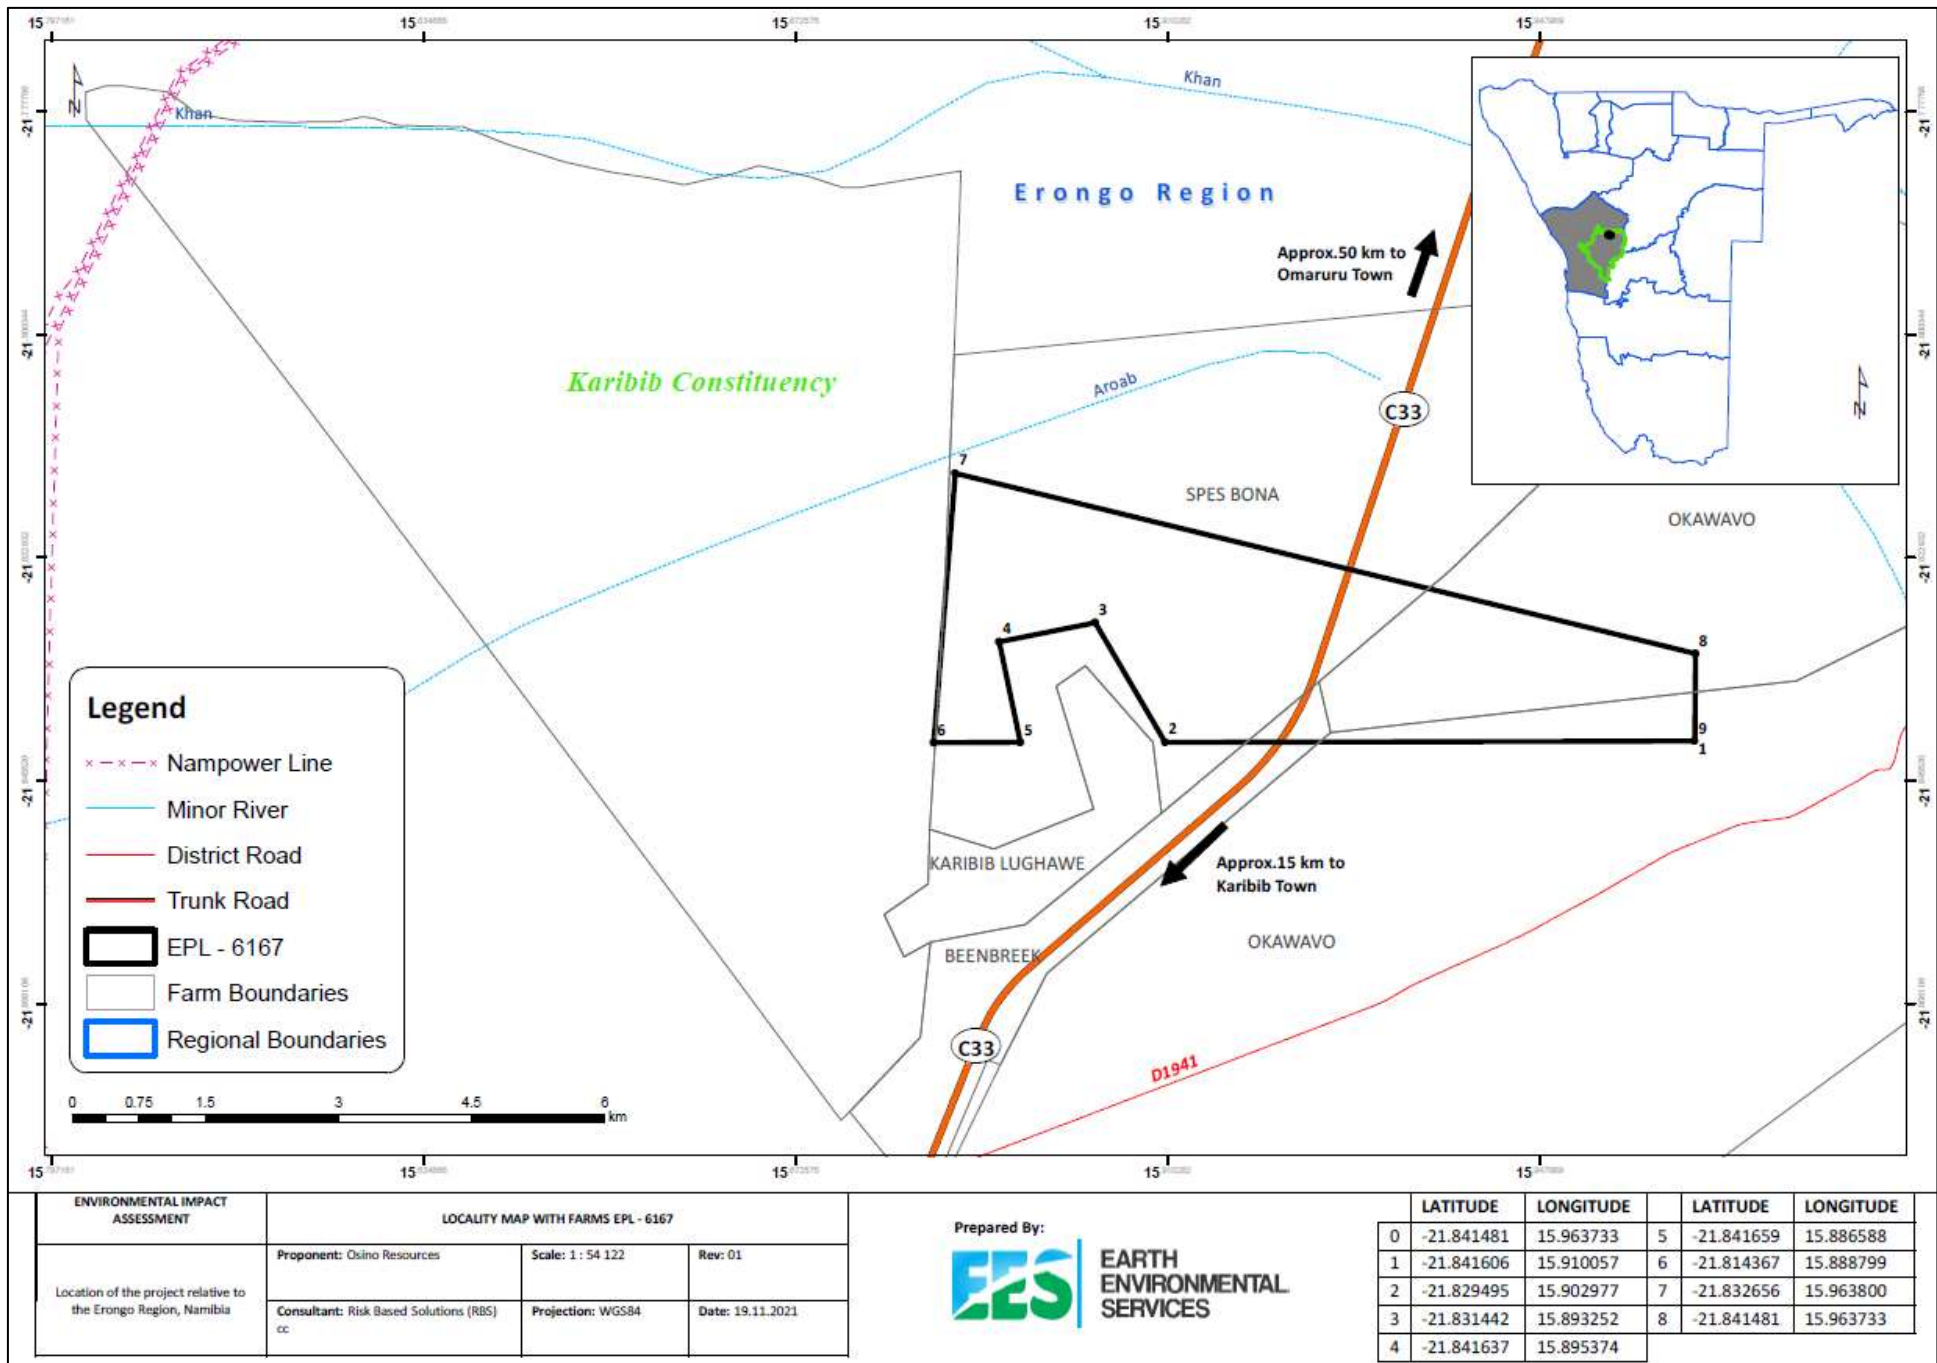 15 15 15 15 15
-21 -21
Khan
Khan
Erongo Region
Approx.50 km to
Omaruru Town
-21 -21
Karibib Constituency
Aroab
C33
7
SPES BONA
OKAWAVO
-21 -21
3
4
8
6 5 2 9
1
-21 -21
Legend
Nampower Line
Minor River
District Road
Trunk Road
EPL - 6167
Farm Boundaries
Regional Boundaries
KARIBIB LUGHAWE
Approx.15 km to
Karibib Town
OKAWAVO
BEENBREEK
-21 -21
C33
D1941
0 0.75 1.5 3 4.5 6
km
15 15 15 15 15
ENVIRONMENTAL IMPACT
ASSESSMENT
Location of the project relative to
the Erongo Region, Namibia
LOCALITY MAP WITH FARMS EPL - 6167
Proponent: Osino Resources Scale: 1 : 54 122 Rev: 01
Consultant: Risk Based Solutions (RBS)
cc
Projection: WGS84 Date: 19.11.2021
Prepared By:
EES
EARTH
ENVIRONMENTAL
SERVICES
LATITUDE LONGITUDE LATITUDE LONGITUDE
0 -21.841481 15.963733 5 -21.841659 15.886588
1 -21.841606 15.910057 6 -21.814367 15.888799
2 -21.829495 15.902977 7 -21.832656 15.963800
3 -21.831442 15.893252 8 -21.841481 15.963733
4 -21.841637 15.895374